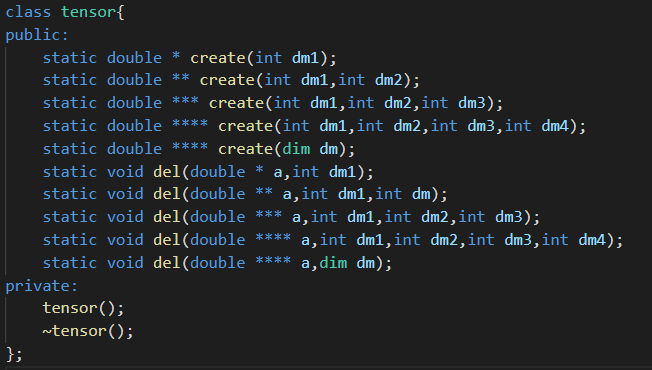 class tensor{
public:
    static double * create(int dm1);
    static double ** create(int dm1,int dm2);
    static double *** create(int dm1,int dm2,int dm3);
    static double **** create(int dm1,int dm2,int dm3,int dm4);
    static double **** create(dim dm);
    static void del(double * a,int dm1);
    static void del(double ** a,int dm1,int dm);
    static void del(double *** a,int dm1,int dm2,int dm3);
    static void del(double **** a,int dm1,int dm2,int dm3,int dm4);
    static void del(double **** a,dim dm);
private:
    tensor();
    ~tensor();
};